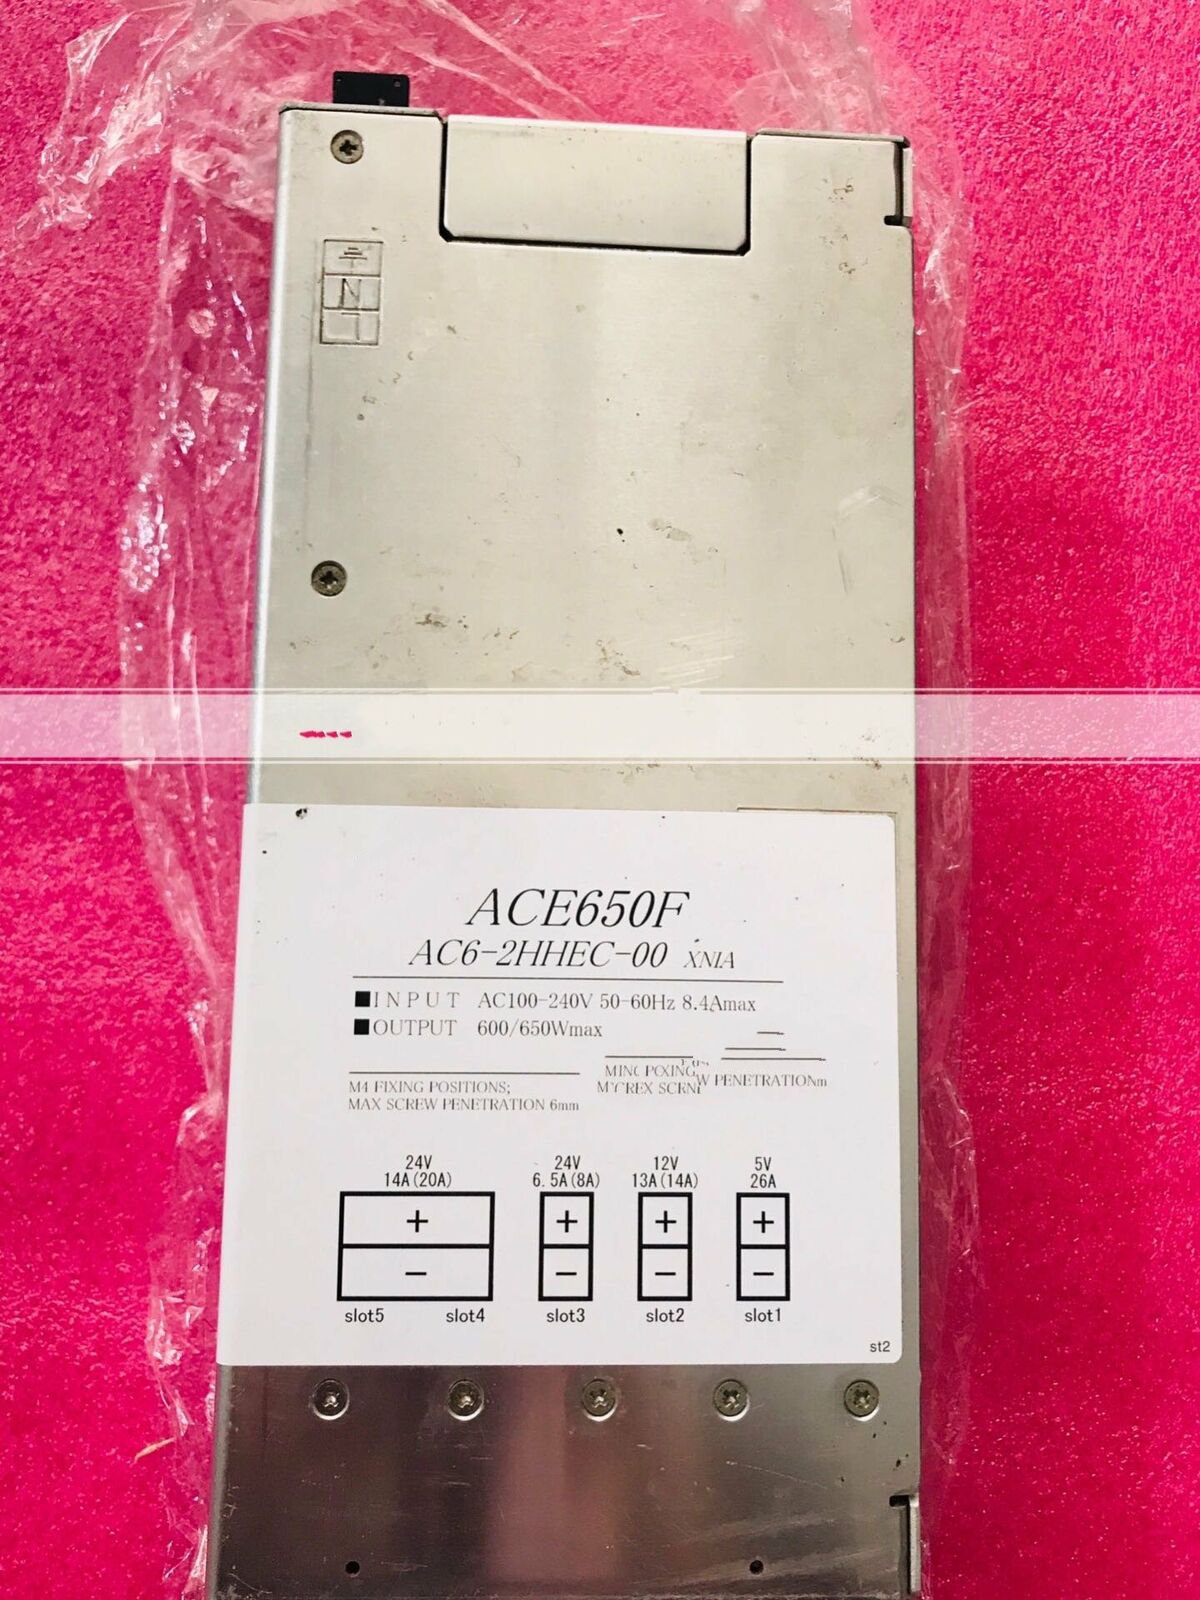 N
L
ACE650F
AC6-2HHEC-00 XNIA
■INPUT AC100-240V 50-60Hz 8.4Amax
■OUTPUT 600/650Wmax
M4 FIXING POSITIONS;
MAX SCREW PENETRATION 6mm
PENETRATIONm
24V 24V 12V 5V
14A(20A) 6.5A(8A) 13A(14A) 26A
+ + + +
− − − −
slot5 slot4 slot3 slot2 slot1
st2